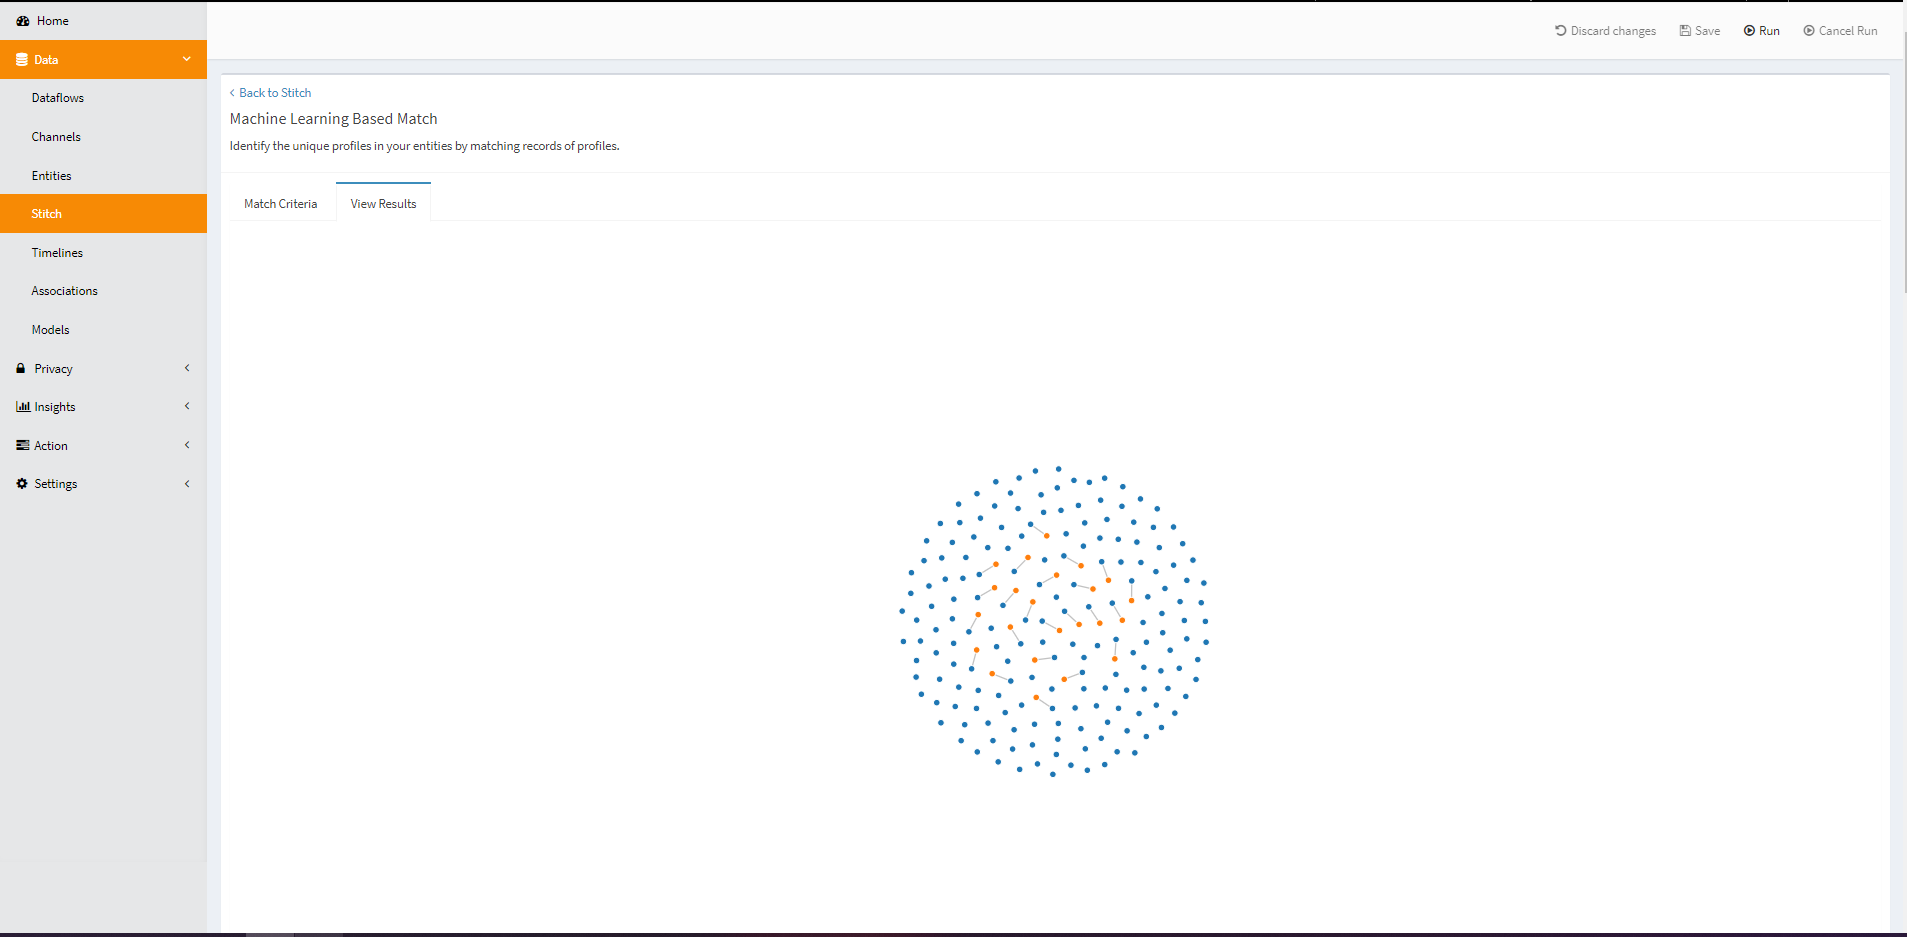 Home
Data
Dataflows
Channels
Entities
Stitch
Timelines
Associations
Models
Privacy
Insights
Action
Settings
Discard changes
Save
Run
Cancel Run
Back to Stitch
Machine Learning Based Match
Identify the unique profiles in your entities by matching records of profiles.
Match Criteria
View Results